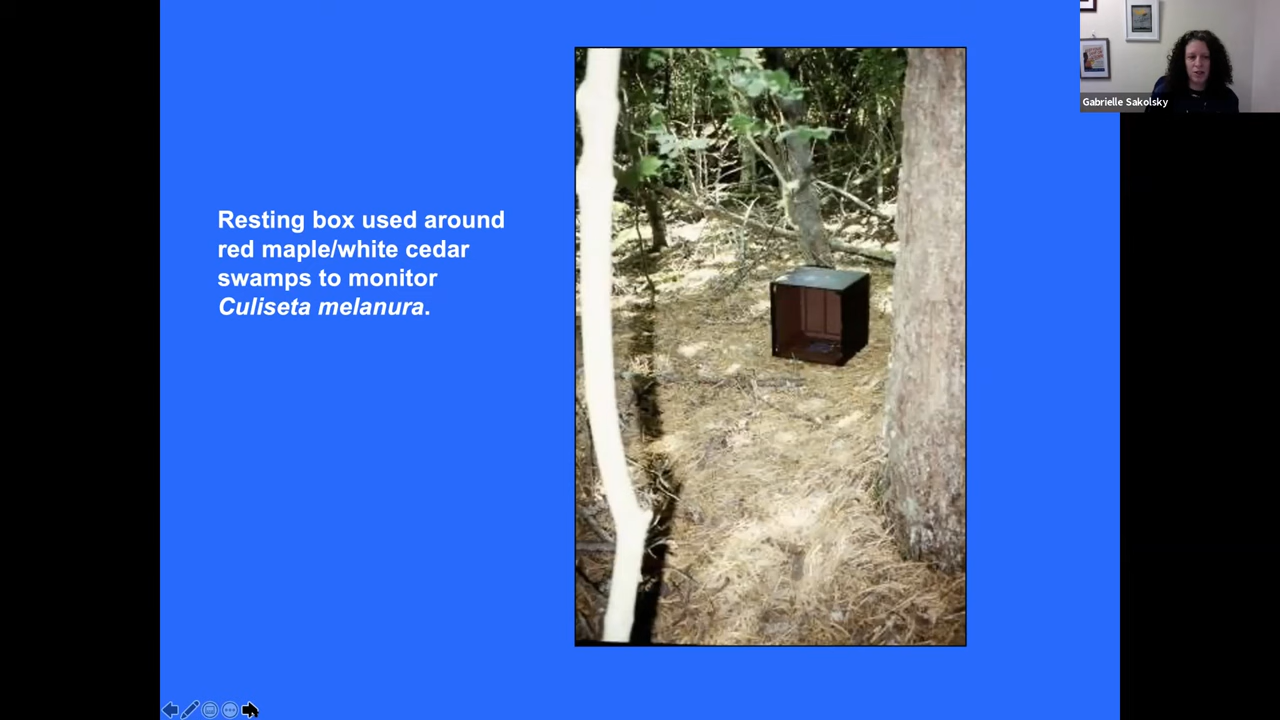 Gabrielle Sakolsky
Resting box used around
red maple/white cedar
swamps to monitor
Culiseta melanura.